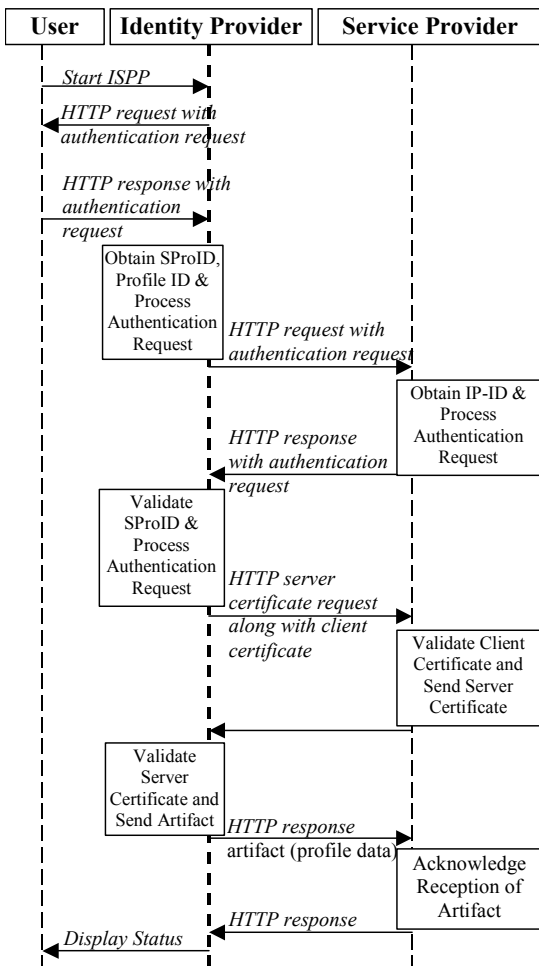 User
Identity Provider
Service Provider
Start ISPP
HTTP request with
authentication request
HTTP response with
authentication
request
Obtain SProID,
Profile ID &
Process
Authentication
Request
HTTP request with
authentication request
Obtain IP-ID &
Process
Authentication
Request
HTTP response
with authentication
request
Validate
SProID &
Process
Authentication
Request
HTTP server
certificate request
along with client
certificate
Validate Client
Certificate and
Send Server
Certificate
Validate
Server
Certificate and
Send Artifact
HTTP response
artifact (profile data)
Acknowledge
Reception of
Artifact
HTTP response
Display Status